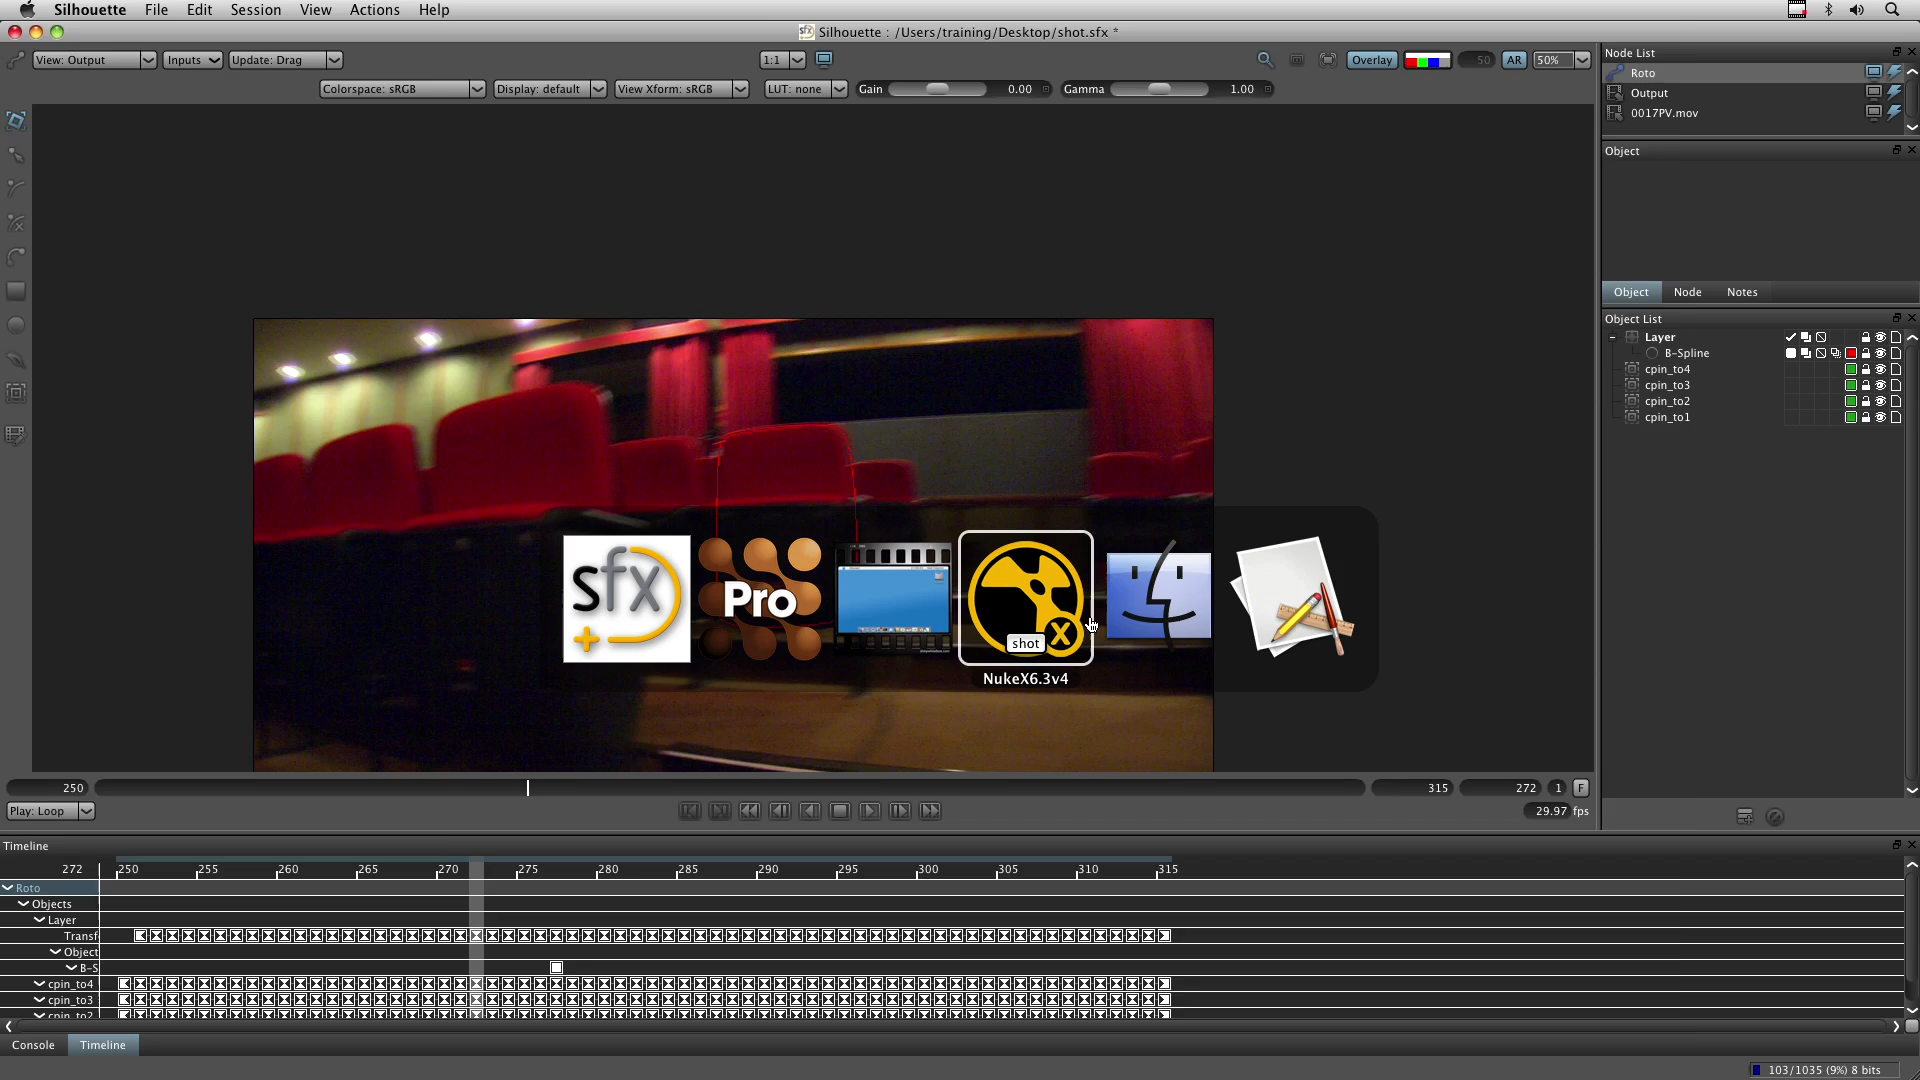 Silhouette File Edit Session View Actions Help
sfx Silhouette : /Users/training/Desktop/shot.sfx *
View: Output Inputs Update: Drag 1:1 Overlay 50 AR 50%
Colorspace: sRGB Display: default View Xform: sRGB LUT: none Gain 0.00 Gamma 1.00
Node List
Roto
Output
0017PV.mov
Object
Object Node Notes
Object List
Layer
B-Spline
cpin_to4
cpin_to3
cpin_to2
cpin_to1
sfx
+
Pro
X
shot
NukeX6.3v4
250 315 272 1 F
Play: Loop 29.97 fps
Timeline
272 250 255 260 265 270 275 280 285 290 295 300 305 310 315
Roto
Objects
Layer
Transf
Object
B-S
cpin_to4
cpin_to3
cpin_to2
Console Timeline
103/1035 (9%) 8 bits